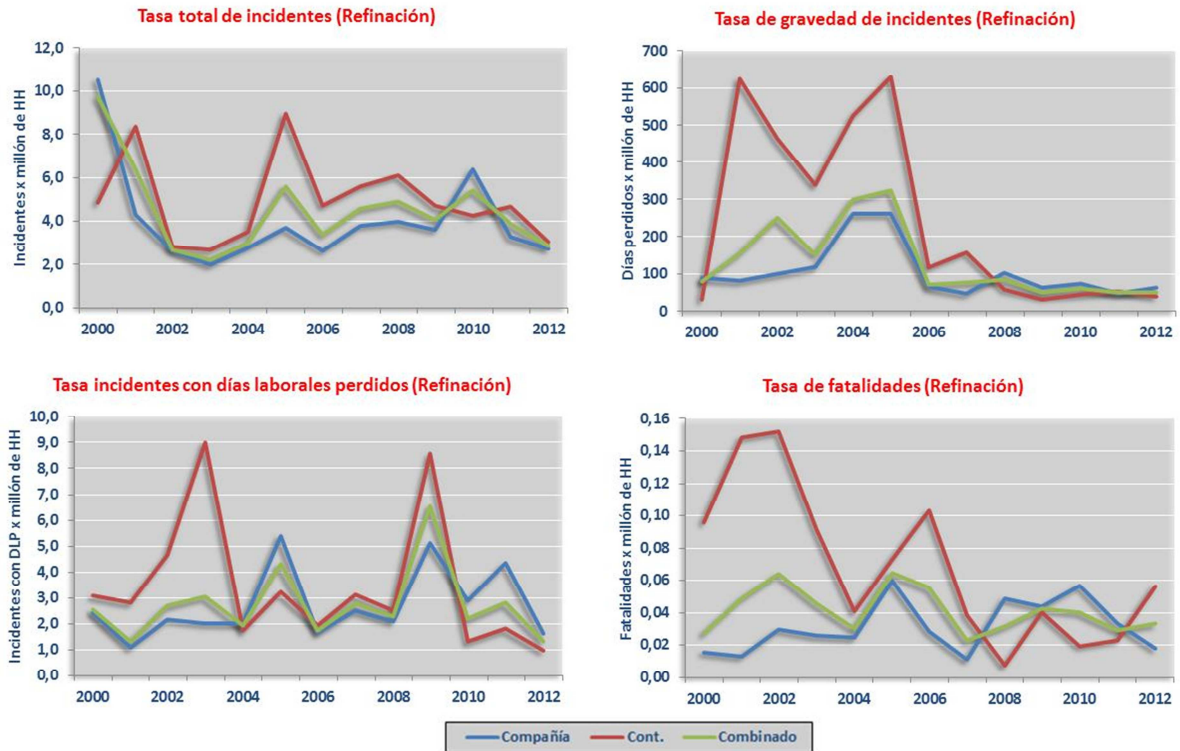 Tasa total de incidentes (Refinación)
Incidentes x millón de HH
12,0
10,0
8,0
6,0
4,0
2,0
0,0
2000 2002 2004 2006 2008 2010 2012
Tasa de gravedad de incidentes (Refinación)
Días perdidos x millón de HH
700
600
500
400
300
200
100
0
2000 2002 2004 2006 2008 2010 2012
Tasa incidentes con días laborales perdidos (Refinación)
Incidentes con DLP x millón de HH
10,0
9,0
8,0
7,0
6,0
5,0
4,0
3,0
2,0
1,0
0,0
2000 2002 2004 2006 2008 2010 2012
Tasa de fatalidades (Refinación)
Fatalidades x millón de HH
0,16
0,14
0,12
0,10
0,08
0,06
0,04
0,02
0,00
2000 2002 2004 2006 2008 2010 2012
Compañía Cont. Combinado